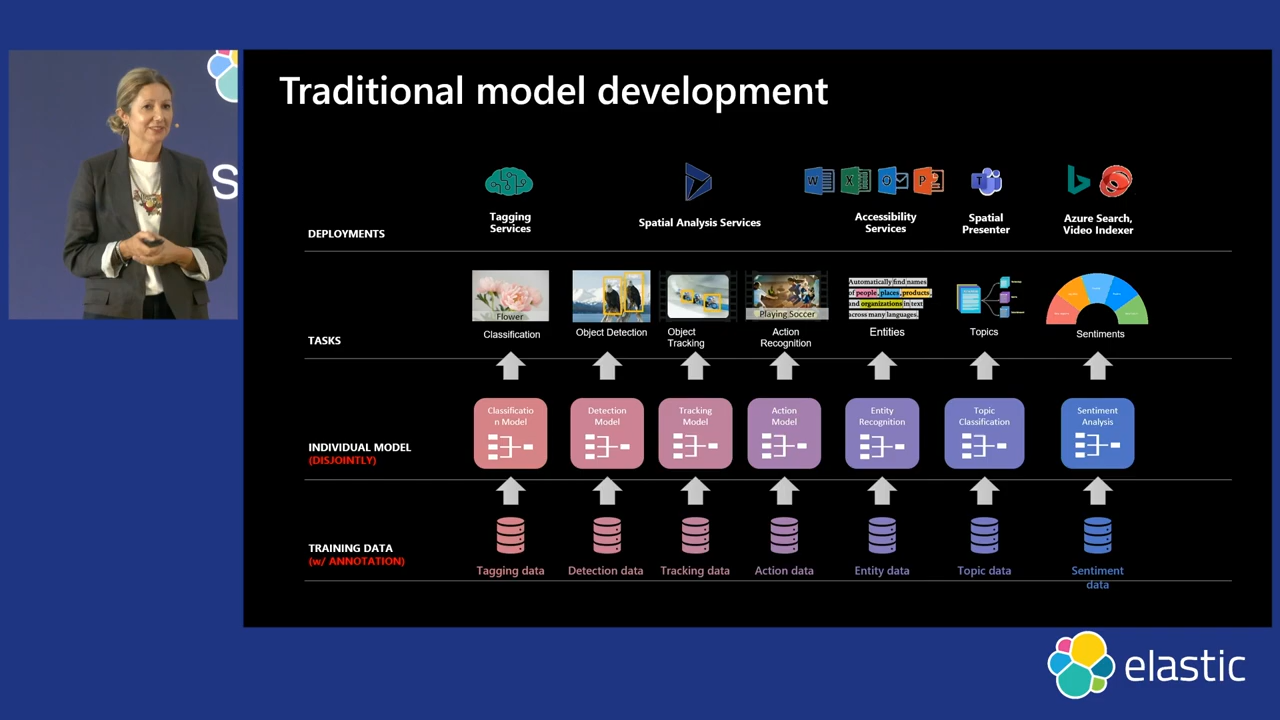 Traditional model development
S
W
X
O
P
T
Tagging
Services
Spatial Analysis Services
Accessibility
Services
Spatial
Presenter
Azure Search,
Video Indexer
DEPLOYMENTS
Flower
Playing Soccer
Automatically find names
of people, places, products,
and organizations in text
across many languages.
Classification
Object Detection
Object
Tracking
Action
Recognition
Entities
Topics
Sentiments
TASKS
Classificatio
n Model
Detection
Model
Tracking
Model
Action
Model
Entity
Recognition
Topic
Classification
Sentiment
Analysis
INDIVIDUAL MODEL
(DISJOINTLY)
TRAINING DATA
(w/ ANNOTATION)
Tagging data
Detection data
Tracking data
Action data
Entity data
Topic data
Sentiment
data
elastic